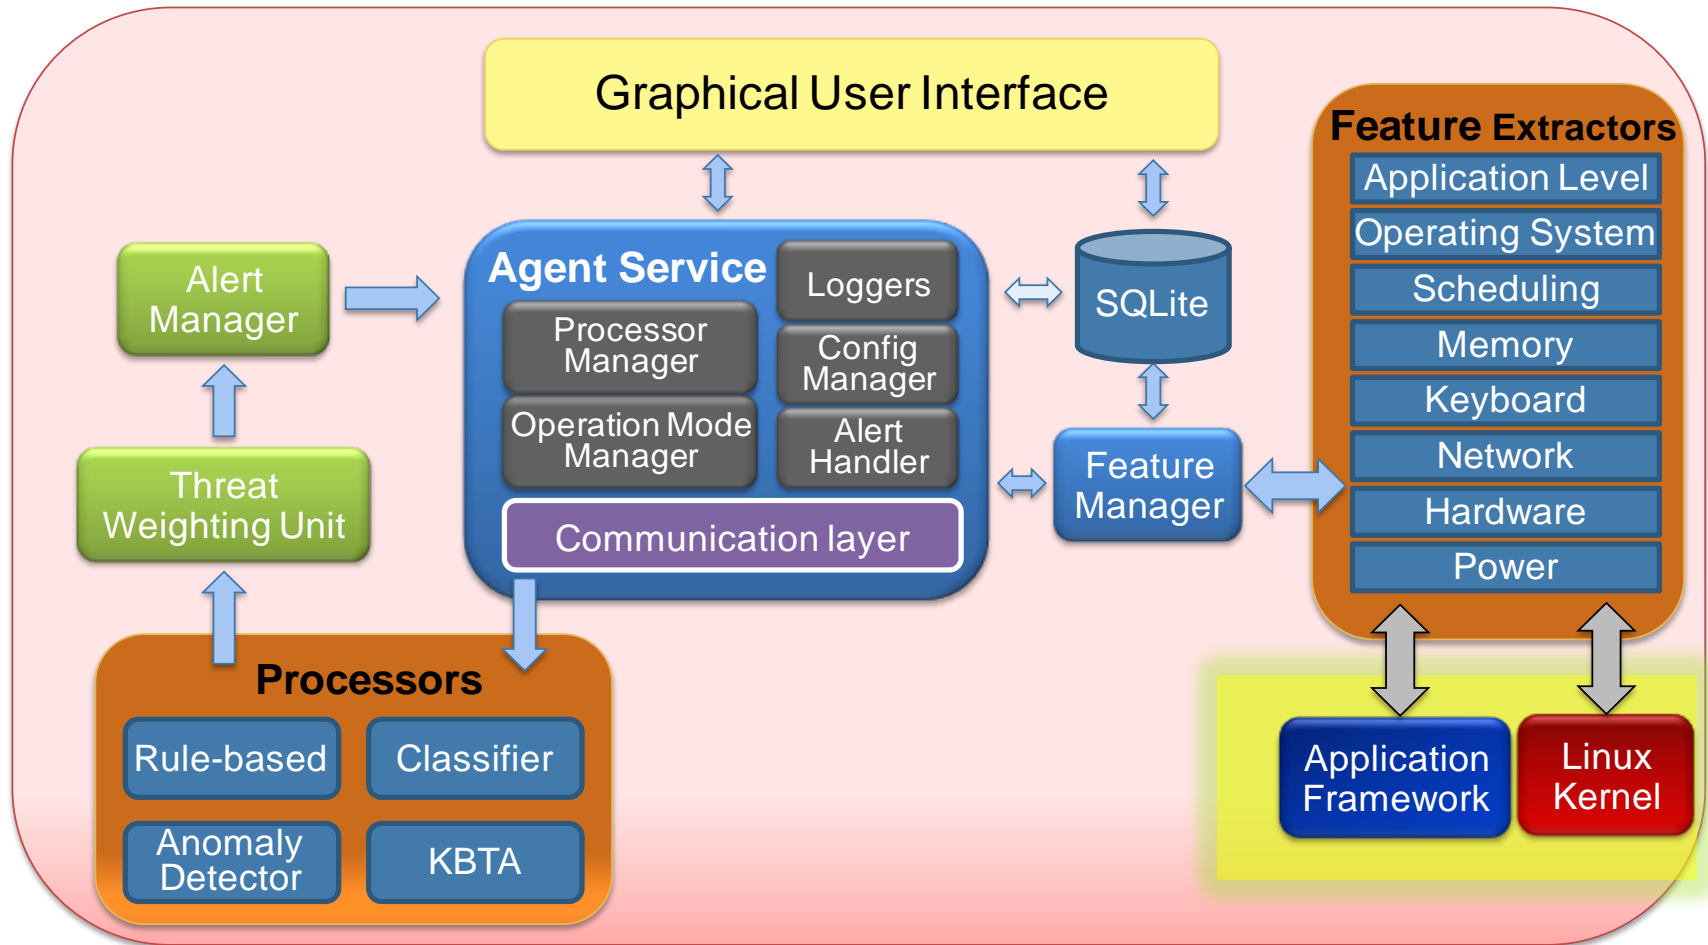 Graphical User Interface
Alert
Manager
Threat
Weighting Unit
Agent Service
Processor
Manager
Operation Mode
Manager
Loggers
Config
Manager
Alert
Handler
Communication layer
SQLite
Feature
Manager
Feature Extractors
Application Level
Operating System
Scheduling
Memory
Keyboard
Network
Hardware
Power
Processors
Rule-based
Classifier
Anomaly
Detector
KBTA
Application
Framework
Linux
Kernel